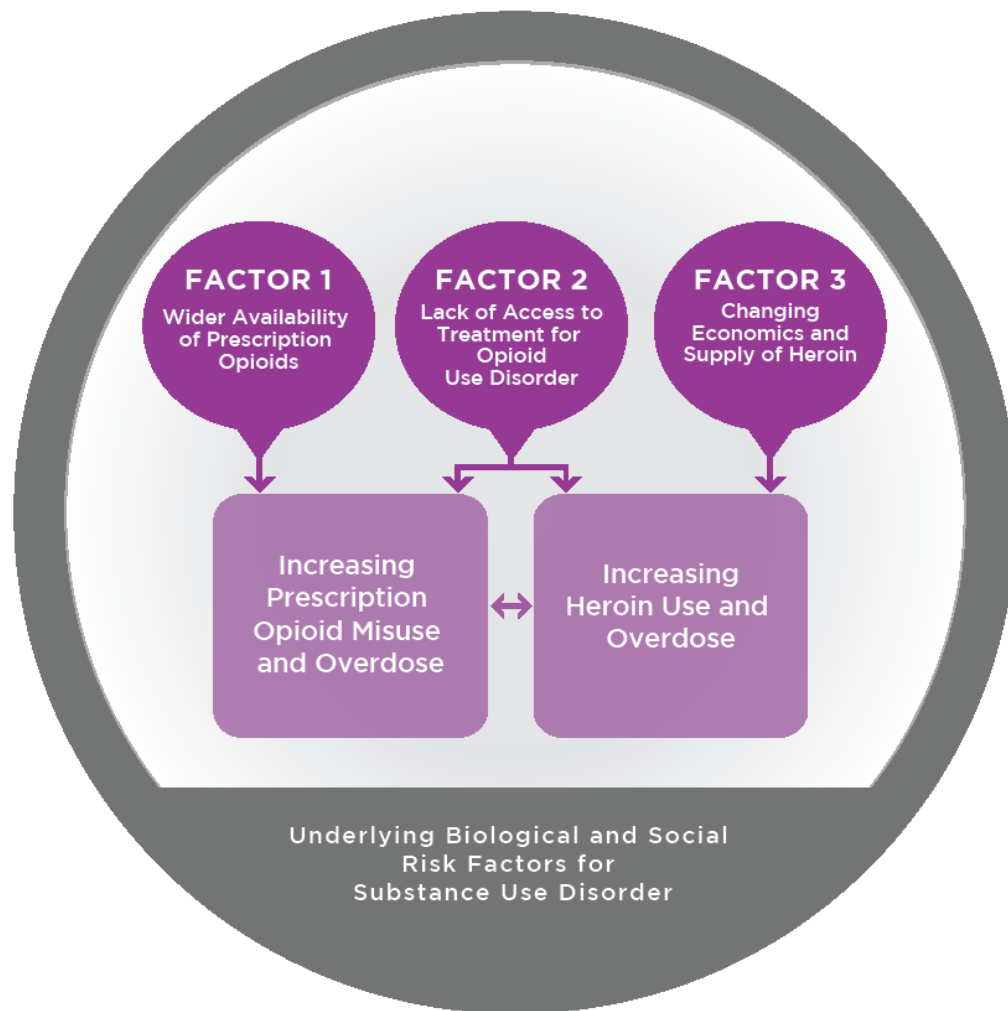 FACTOR 1
Wider Availability
of Prescription
Opioids
FACTOR 2
Lack of Access to
Treatment for
Opioid
Use Disorder
FACTOR 3
Changing
Economics and
Supply of Heroin
Increasing
Prescription
Opioid Misuse
and Overdose
Increasing
Heroin Use and
Overdose
Underlying Biological and Social
Risk Factors for
Substance Use Disorder